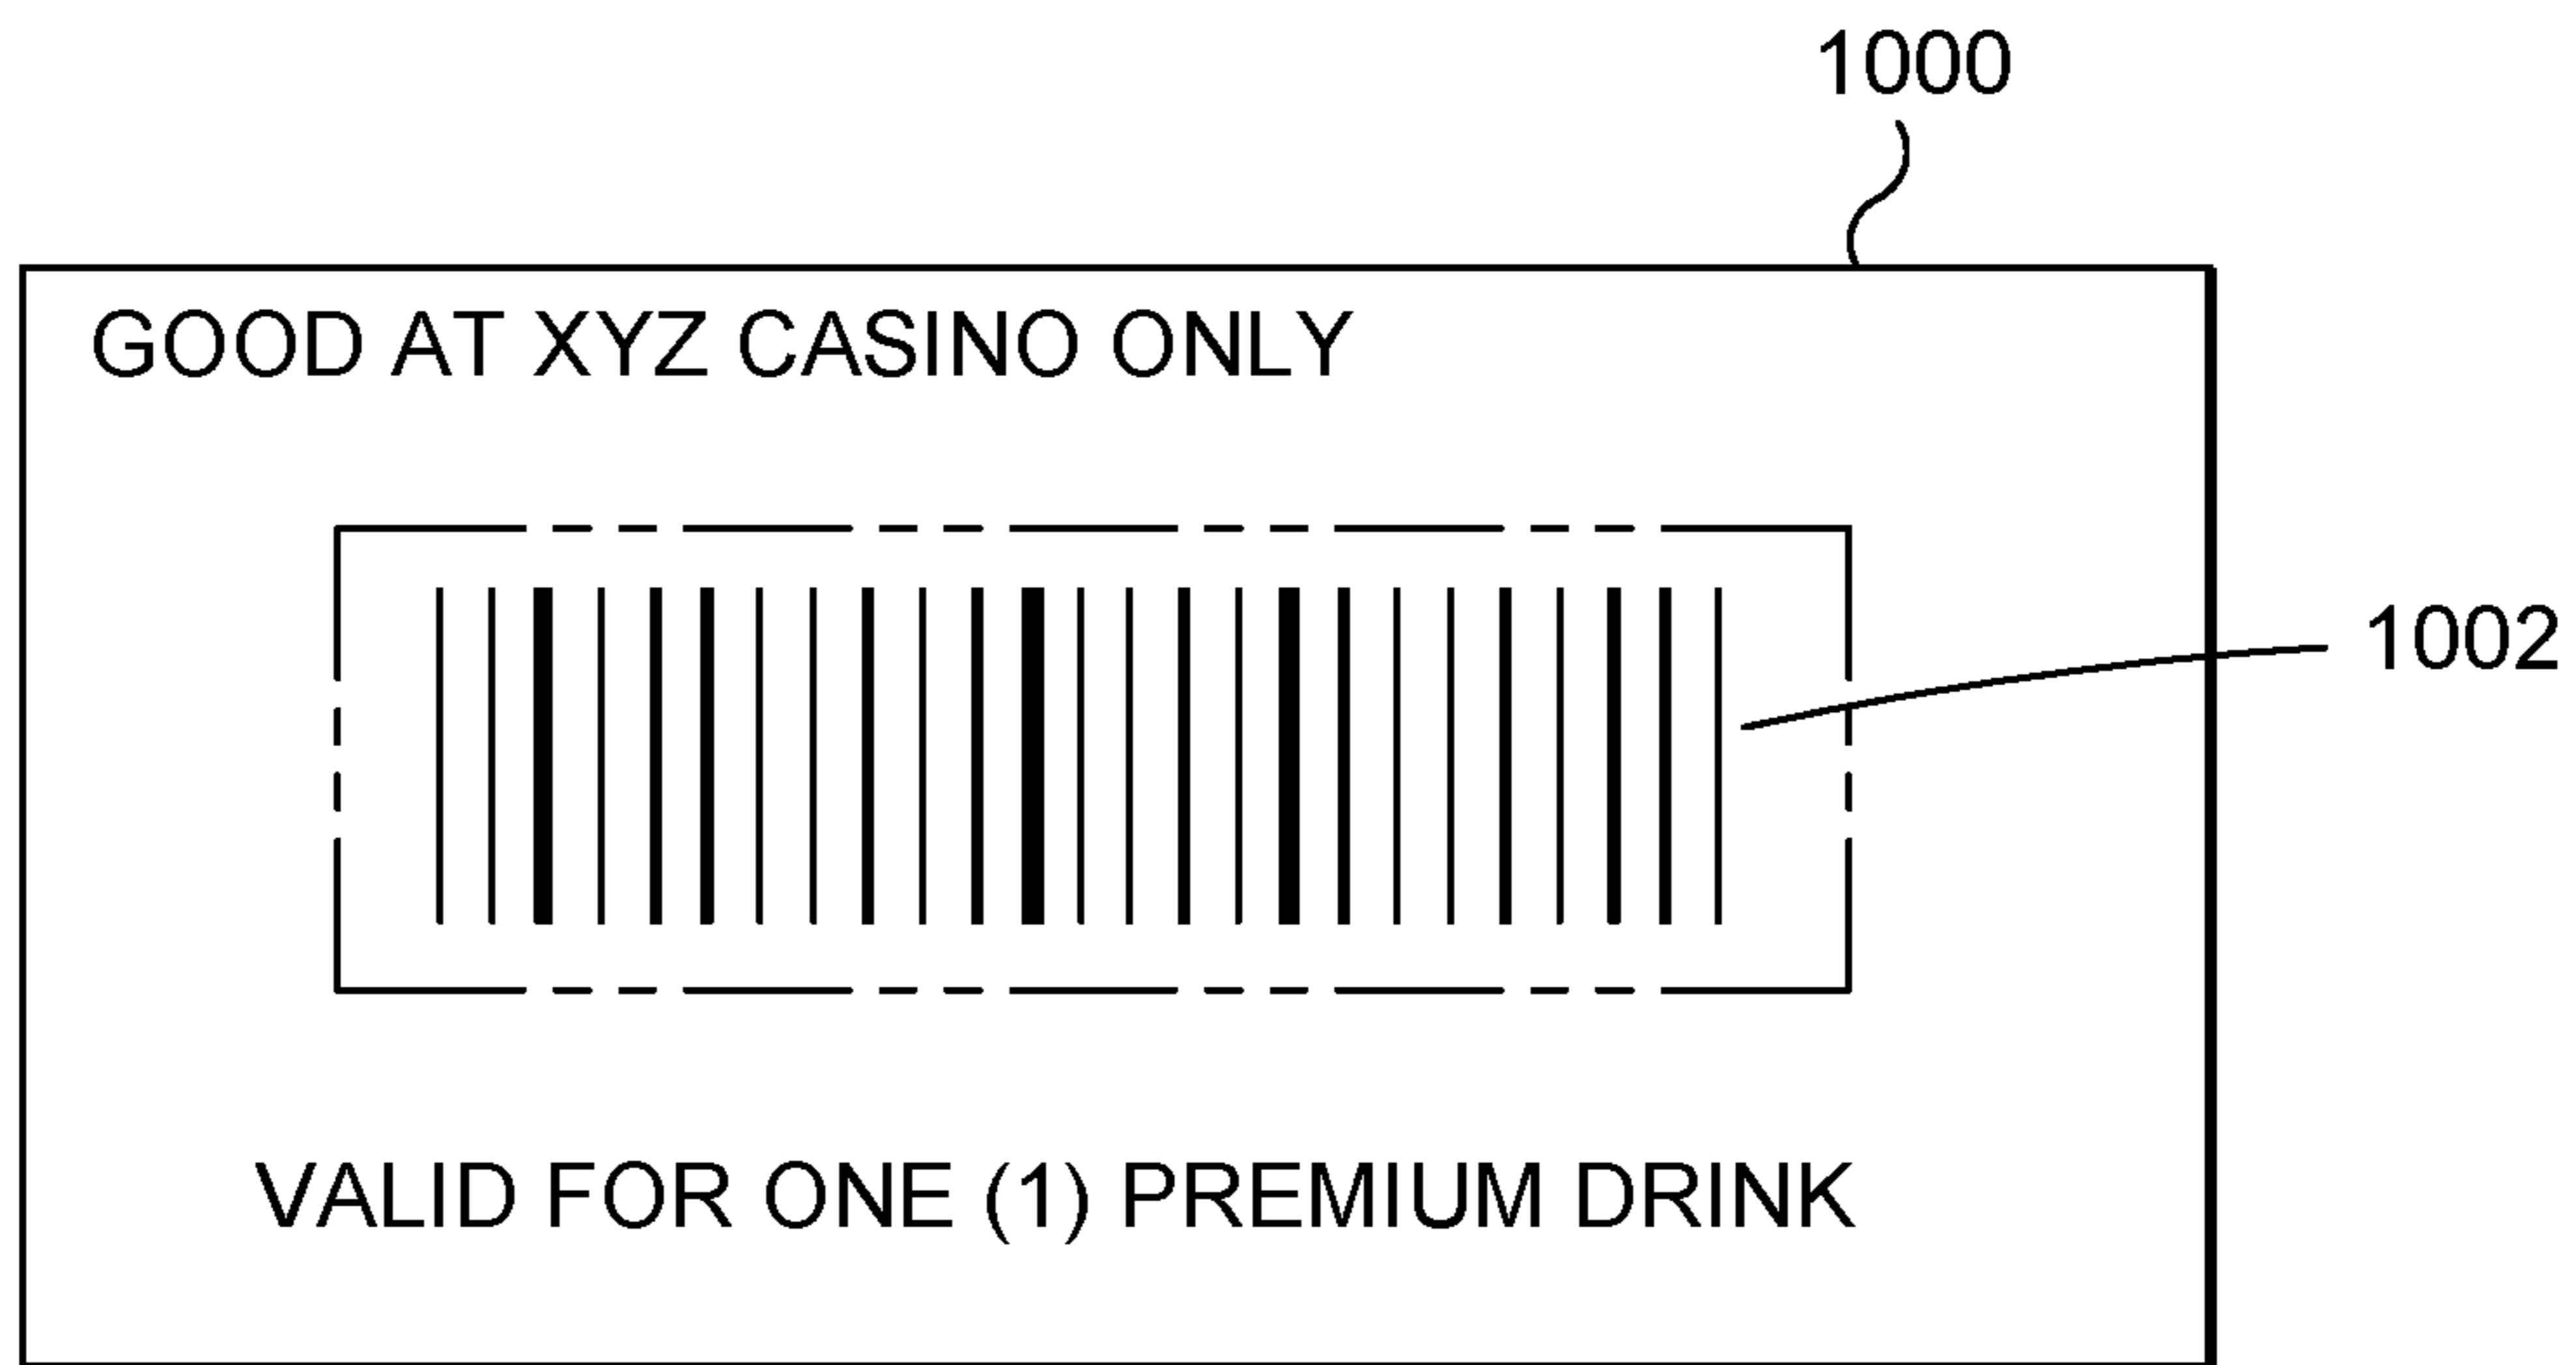 1000
GOOD AT XYZ CASINO ONLY
1002
VALID FOR ONE (1) PREMIUM DRINK